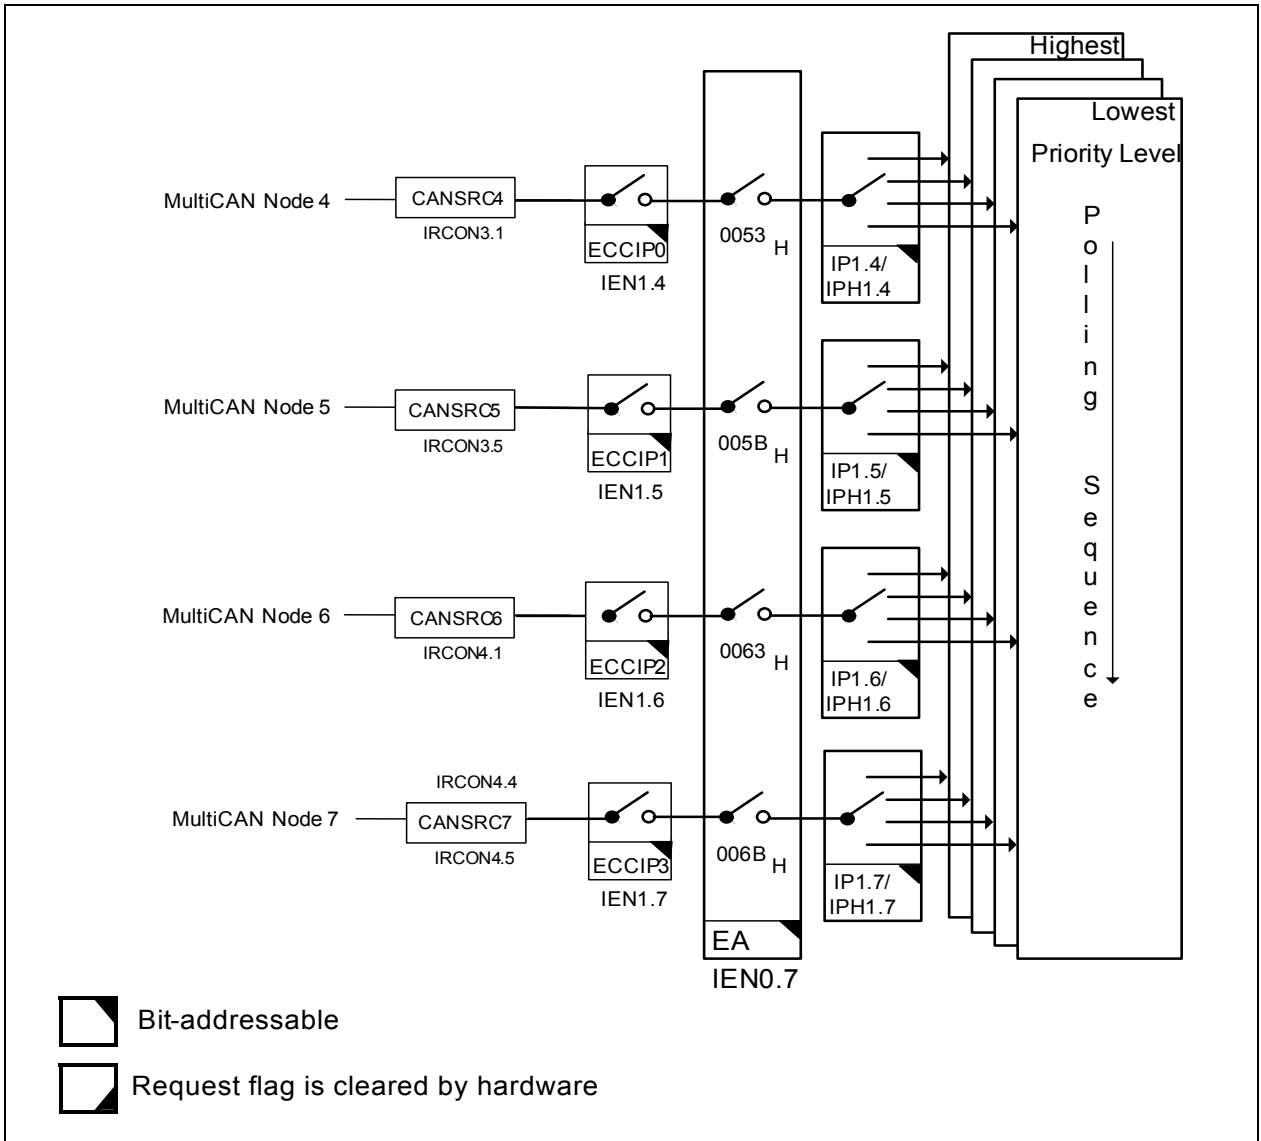 Highest
Lowest
Priority Level
Polling Sequence
MultiCAN Node 4
CANSRC4
IRCON3.1
ECCIP0
IEN1.4
0053 H
IP1.4/
IPH1.4
MultiCAN Node 5
CANSRC5
IRCON3.5
ECCIP1
IEN1.5
005B H
IP1.5/
IPH1.5
MultiCAN Node 6
CANSRC6
IRCON4.1
ECCIP2
IEN1.6
0063 H
IP1.6/
IPH1.6
IRCON4.4
MultiCAN Node 7
CANSRC7
IRCON4.5
ECCIP3
IEN1.7
006B H
IP1.7/
IPH1.7
EA
IEN0.7
Bit-addressable
Request flag is cleared by hardware